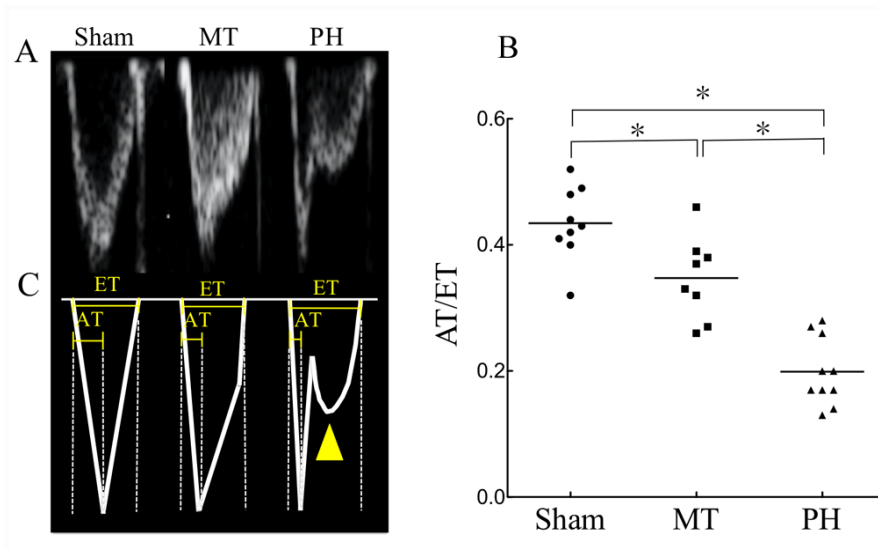 A
Sham MT PH
C
ET ET ET
AT AT AT
B
*
* *
0.6
0.4
0.2
0.0
AT/ET
Sham MT PH